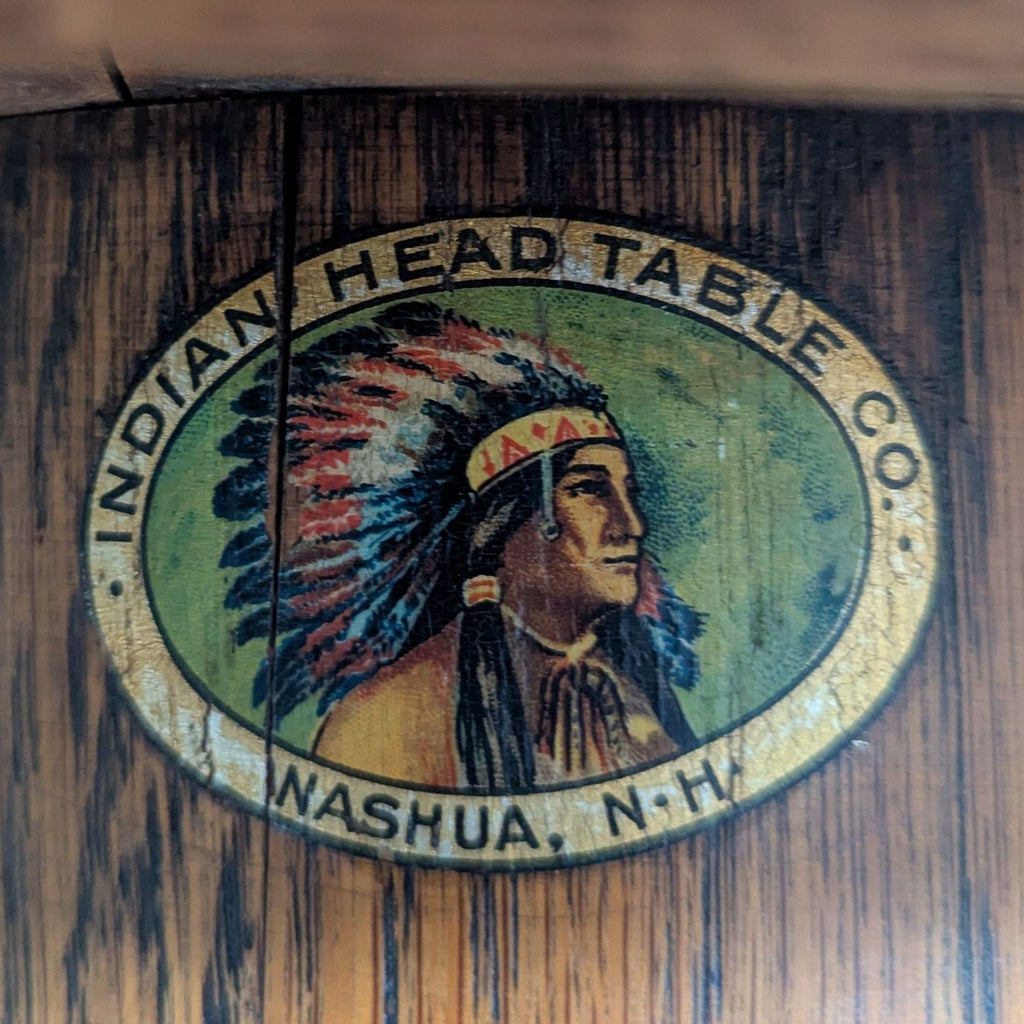 · INDIAN HEAD TABLE CO. ·
NASHUA, N·H·